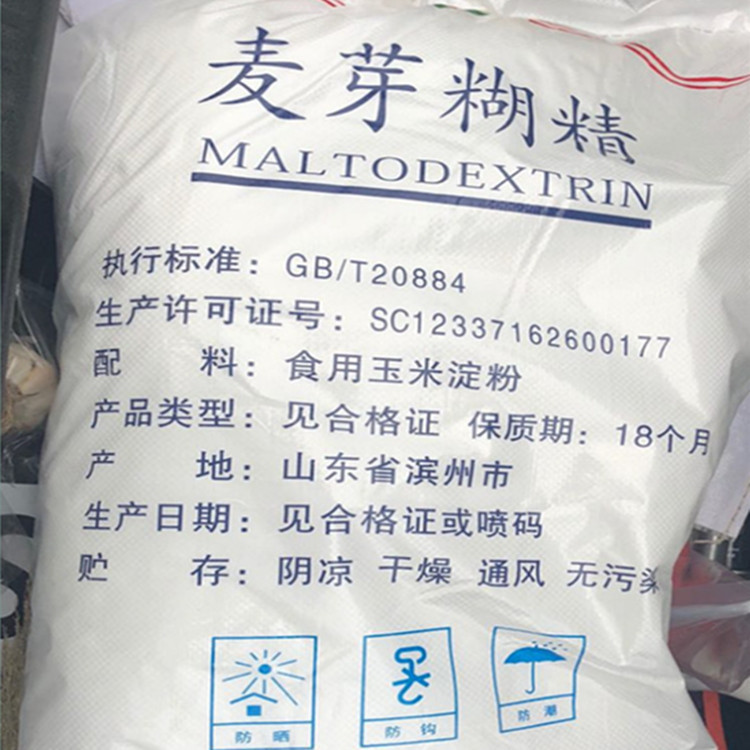 麦芽糊精
MALTODEXTRIN
执行标准：GB/T20884
生产许可证号：SC12337162600177
配料：食用玉米淀粉
产品类型：见合格证 保质期：18个月
产地：山东省滨州市
生产日期：见合格证或喷码
贮存：阴凉 干燥 通风 无污染
防晒 防钩 防潮